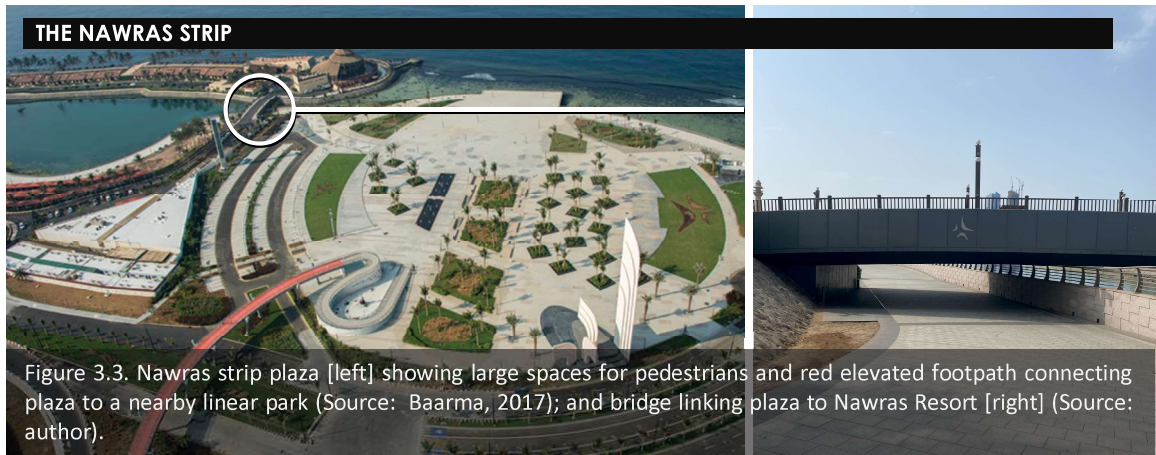 THE NAWRAS STRIP
Figure 3.3. Nawras strip plaza [left] showing large spaces for pedestrians and red elevated footpath connecting
plaza to a nearby linear park (Source: Baarma, 2017); and bridge linking plaza to Nawras Resort [right] (Source:
author).